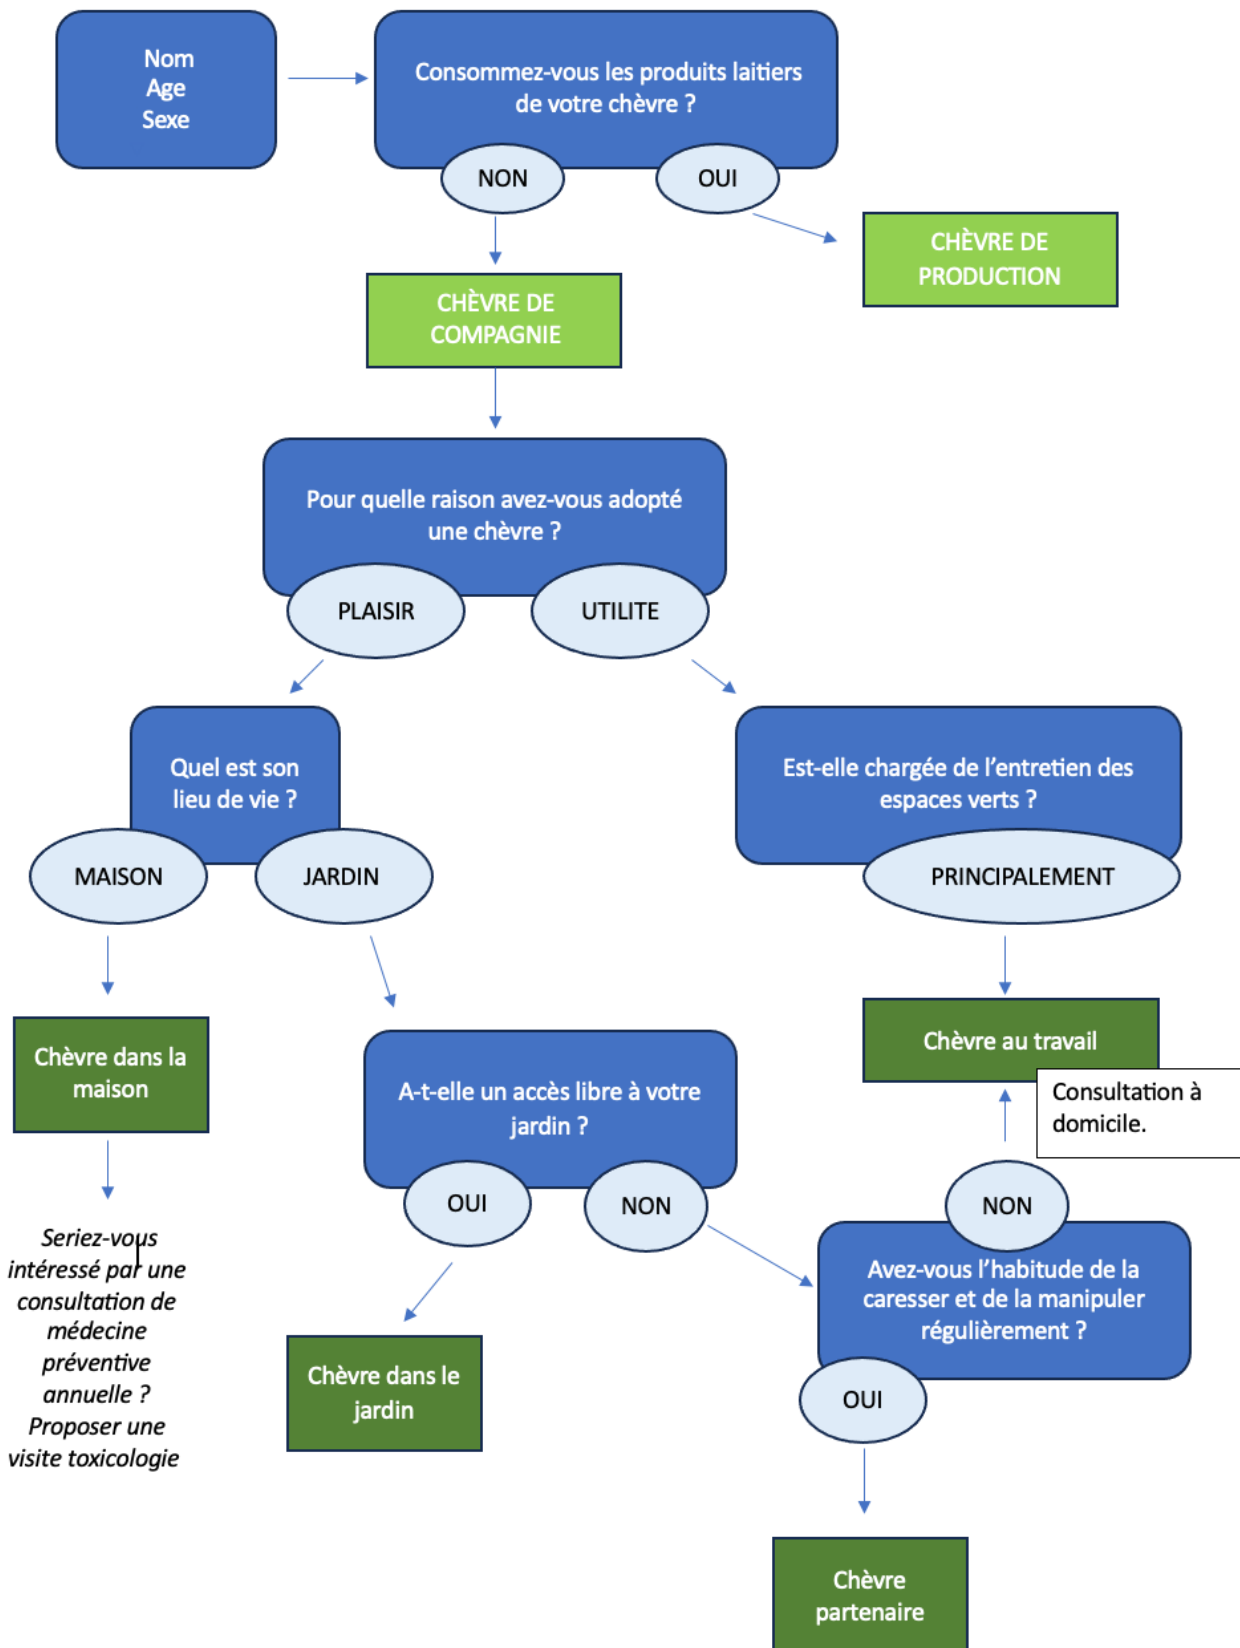 Nom
Age
Sexe
Consommez-vous les produits laitiers
de votre chèvre ?
NON
OUI
CHÈVRE DE
PRODUCTION
CHÈVRE DE
COMPAGNIE
Pour quelle raison avez-vous adopté
une chèvre ?
PLAISIR
UTILITE
Quel est son
lieu de vie ?
MAISON
JARDIN
Est-elle chargée de l'entretien des
espaces verts ?
PRINCIPALEMENT
Chèvre dans la
maison
Chèvre au travail
Consultation à
domicile.
A-t-elle un accès libre à votre
jardin ?
OUI
NON
NON
Avez-vous l'habitude de la
caresser et de la manipuler
régulièrement ?
OUI
Seriez-vous
intéressé par une
consultation de
médecine
préventive
annuelle ?
Proposer une
visite toxicologie
Chèvre dans le
jardin
Chèvre
partenaire